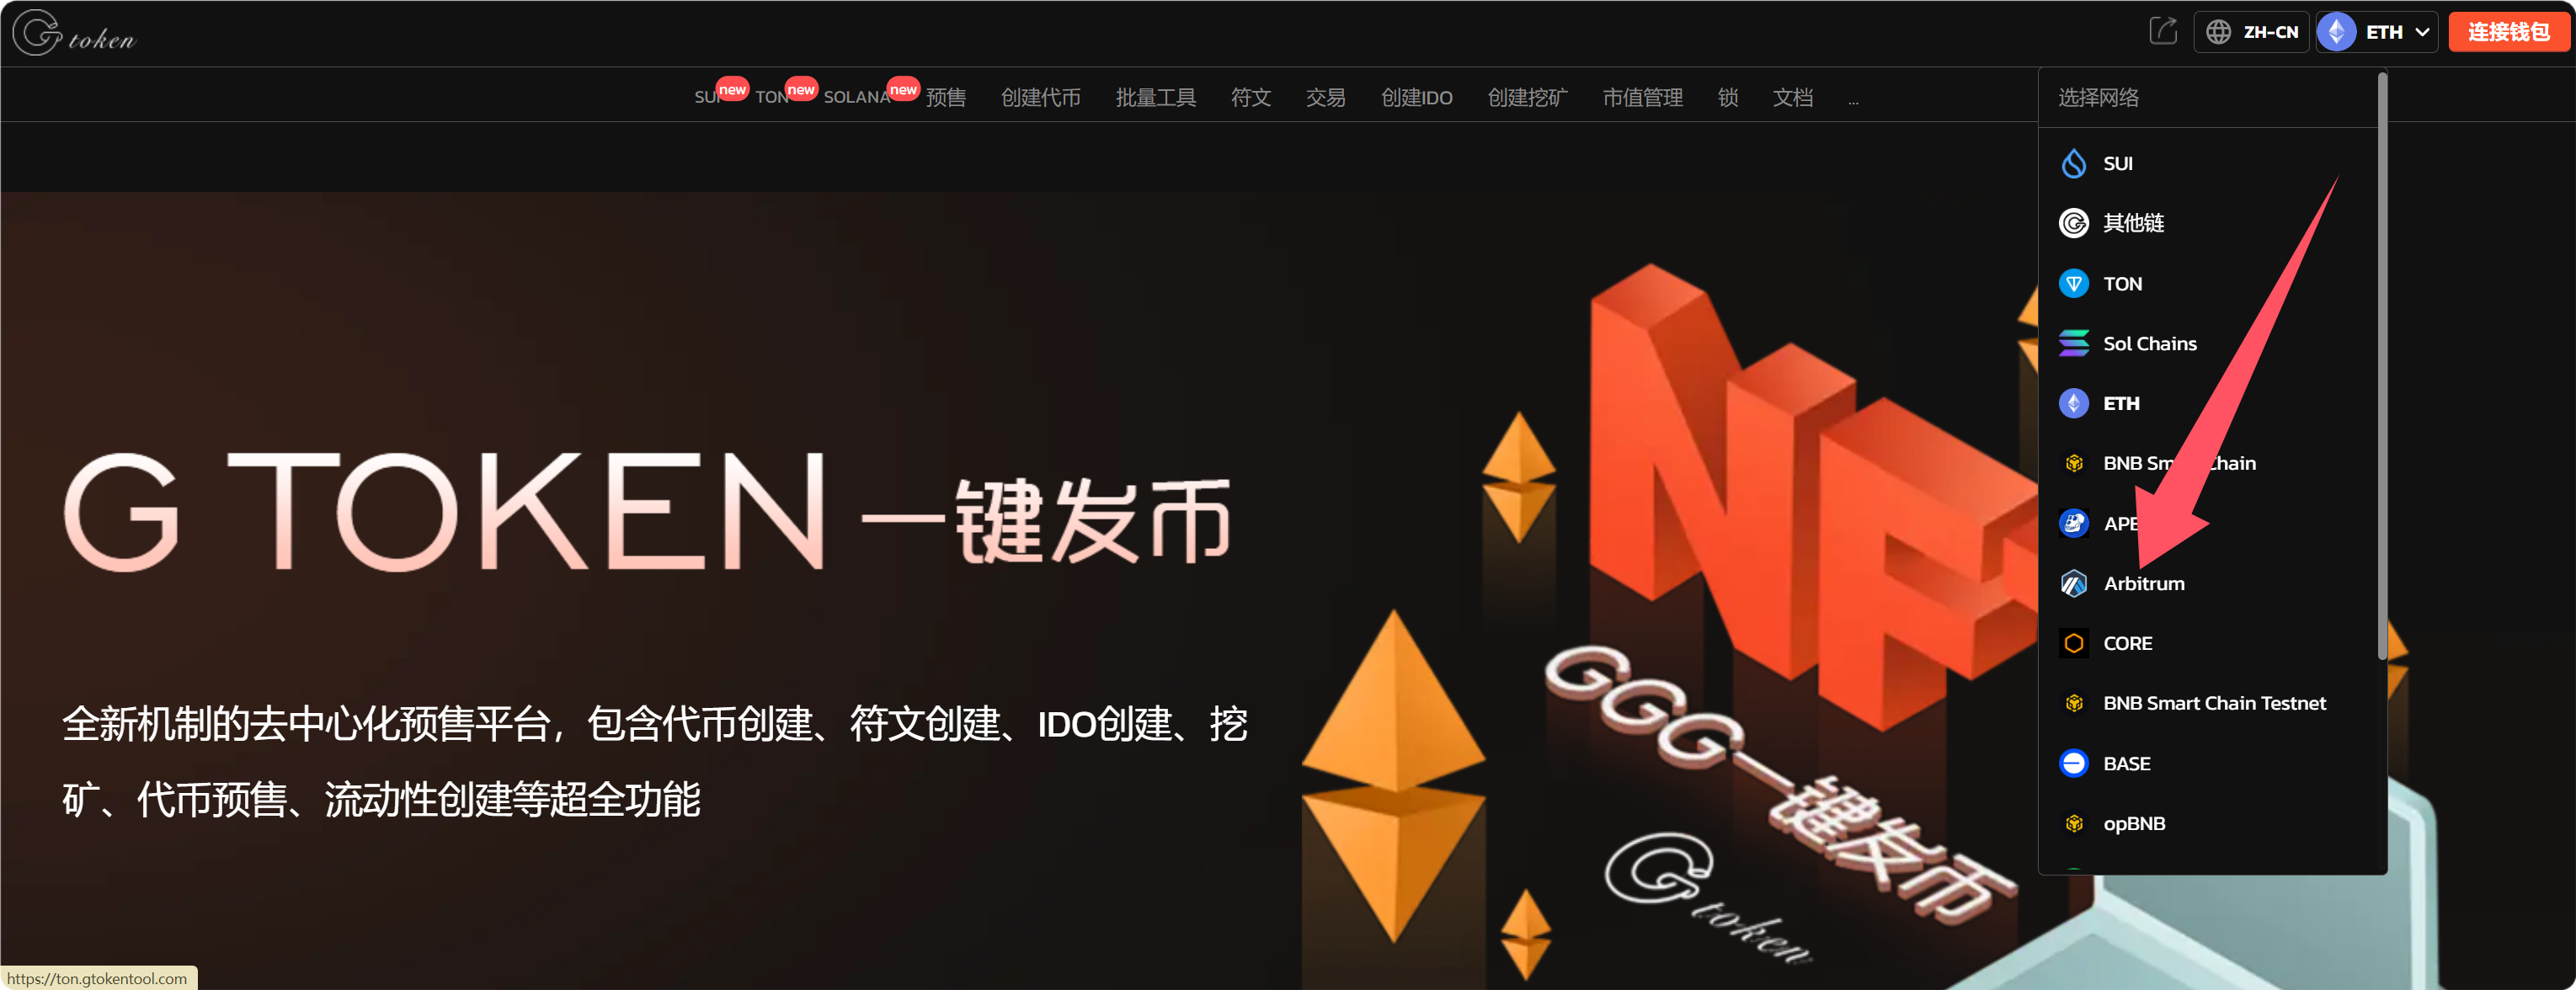 G token
ZH-CN
ETH
连接钱包
SUI new
TON new
SOLANA new
预售
创建代币
批量工具
符文
交易
创建IDO
创建挖矿
市值管理
锁
文档
...
选择网络
SUI
其他链
TON
Sol Chains
ETH
BNB Sm Chain
APE
Arbitrum
CORE
BNB Smart Chain Testnet
BASE
opBNB
G TOKEN 一键发币
全新机制的去中心化预售平台，包含代币创建、符文创建、IDO创建、挖
矿、代币预售、流动性创建等超全功能
NF
GGG一键发币
G token
https://ton.gtokentool.com